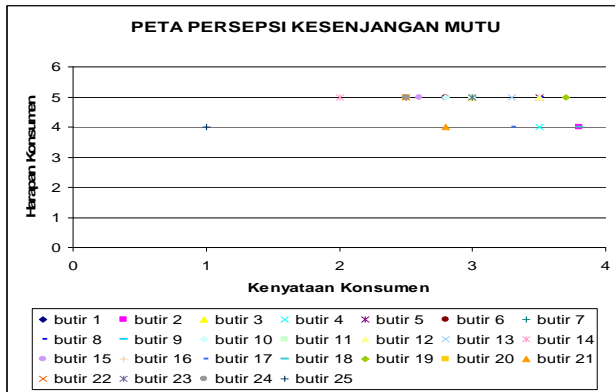 PETA PERSEPSI KESENJANGAN MUTU
6
5
4
3
2
1
0
Harapan Konsumen
0 1 2 3 4
Kenyataan Konsumen
butir 1 butir 2 butir 3 butir 4 butir 5 butir 6 butir 7
butir 8 butir 9 butir 10 butir 11 butir 12 butir 13 butir 14
butir 15 butir 16 butir 17 butir 18 butir 19 butir 20 butir 21
butir 22 butir 23 butir 24 butir 25